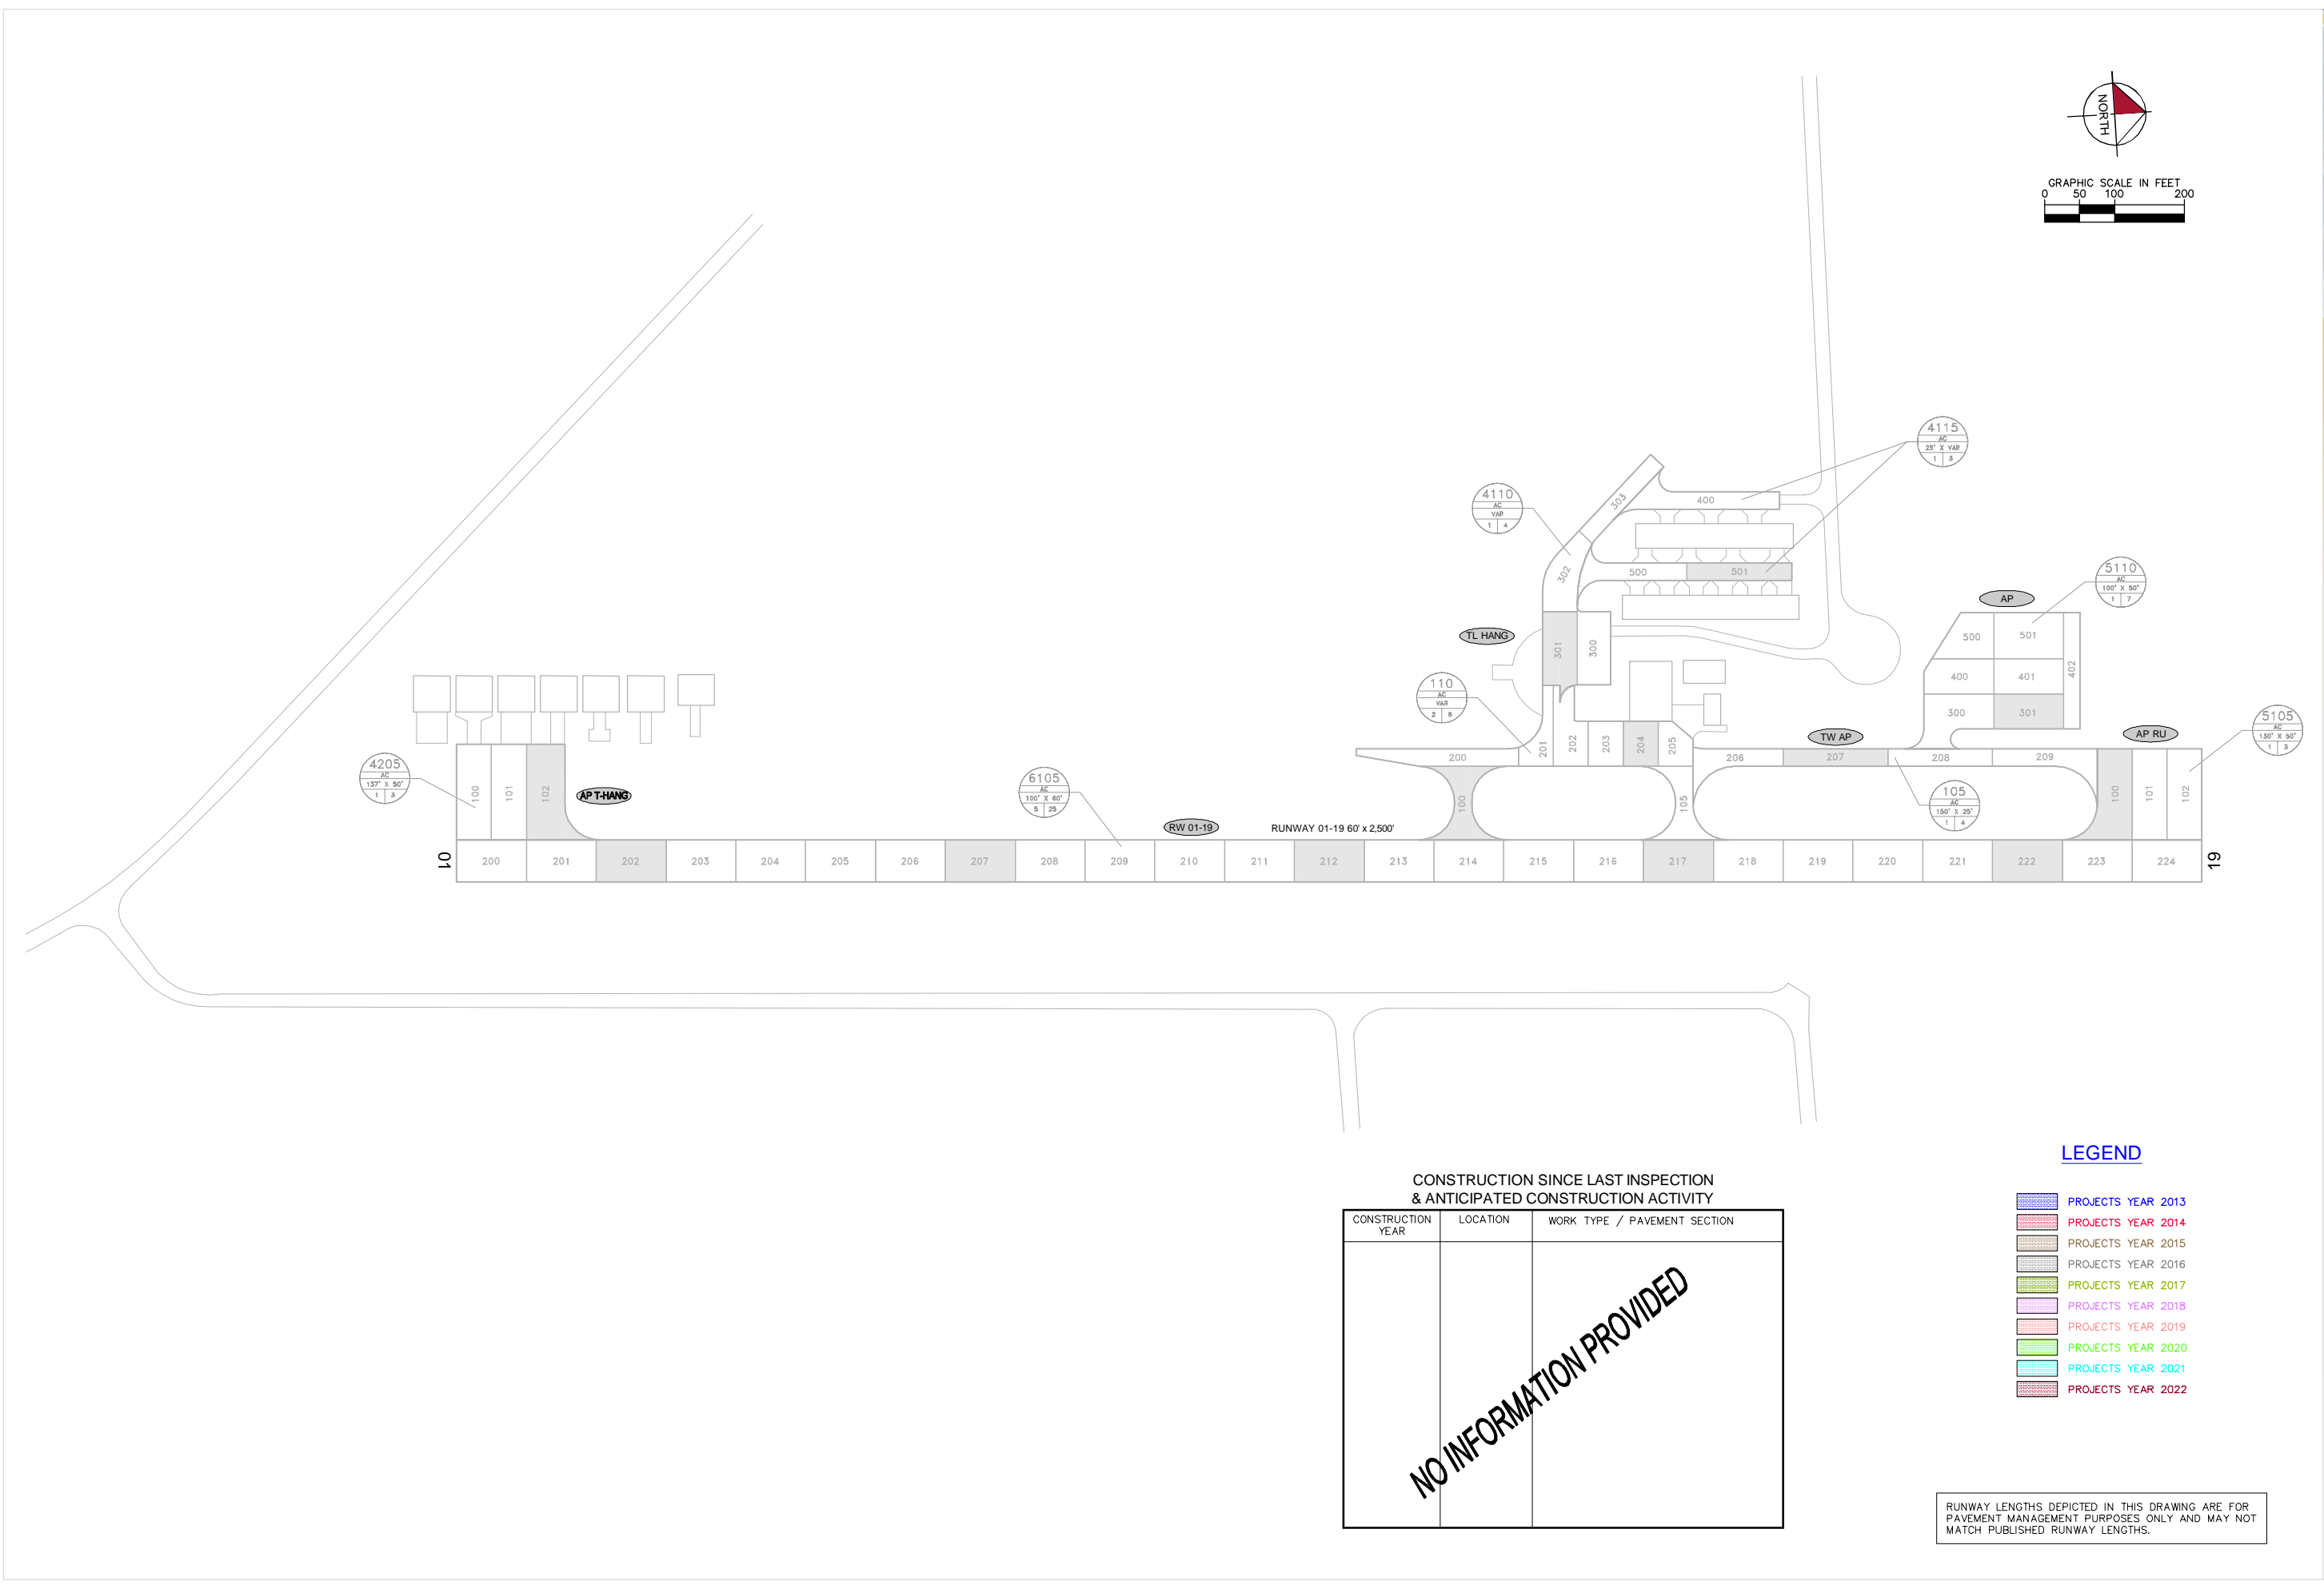 NORTH
GRAPHIC SCALE IN FEET
0 50 100 200
4115
AC
25' X VAR
1 3
4110
AC
VAR
1 4
303
400
302
500
501
5110
AC
100' X 50'
1 7
AP
TL HANG
301
300
500
501
402
400
401
300
301
110
AC
VAR
2 8
5105
AC
130' X 50'
1 3
AP RU
TW AP
200
201
202
203
204
205
206
207
208
209
4205
AC
137' X 50'
1 3
100
101
102
AP T-HANG
6105
AC
100' X 60'
5 25
100
105
105
AC
150' X 25'
1 4
100
101
102
RW 01-19
RUNWAY 01-19 60' x 2,500'
01
200 201 202 203 204 205 206 207 208 209 210 211 212 213 214 215 216 217 218 219 220 221 222 223 224
19
LEGEND
PROJECTS YEAR 2013
PROJECTS YEAR 2014
PROJECTS YEAR 2015
PROJECTS YEAR 2016
PROJECTS YEAR 2017
PROJECTS YEAR 2018
PROJECTS YEAR 2019
PROJECTS YEAR 2020
PROJECTS YEAR 2021
PROJECTS YEAR 2022
CONSTRUCTION SINCE LAST INSPECTION
& ANTICIPATED CONSTRUCTION ACTIVITY
CONSTRUCTION YEAR
LOCATION
WORK TYPE / PAVEMENT SECTION
NO INFORMATION PROVIDED
RUNWAY LENGTHS DEPICTED IN THIS DRAWING ARE FOR
PAVEMENT MANAGEMENT PURPOSES ONLY AND MAY NOT
MATCH PUBLISHED RUNWAY LENGTHS.